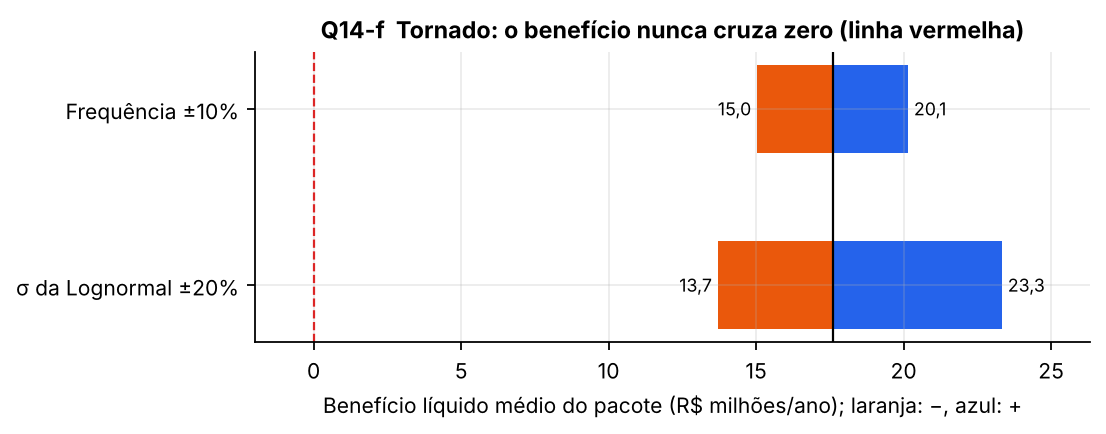 Q14-f  Tornado: o benefício nunca cruza zero (linha vermelha)
Frequência ±10%
15,0
20,1
σ da Lognormal ±20%
13,7
23,3
0
5
10
15
20
25
Benefício líquido médio do pacote (R$ milhões/ano); laranja: −, azul: +